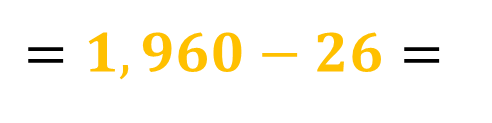 = 1,960 − 26 =